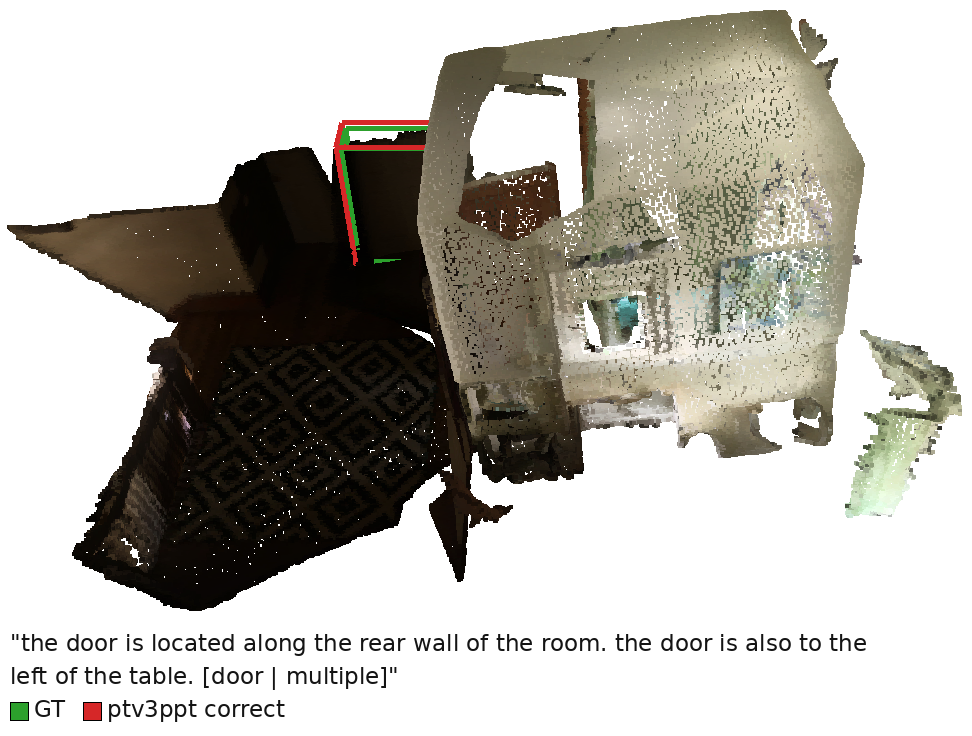 "the door is located along the rear wall of the room. the door is also to the
left of the table. [door | multiple]"
GT ptv3ppt correct